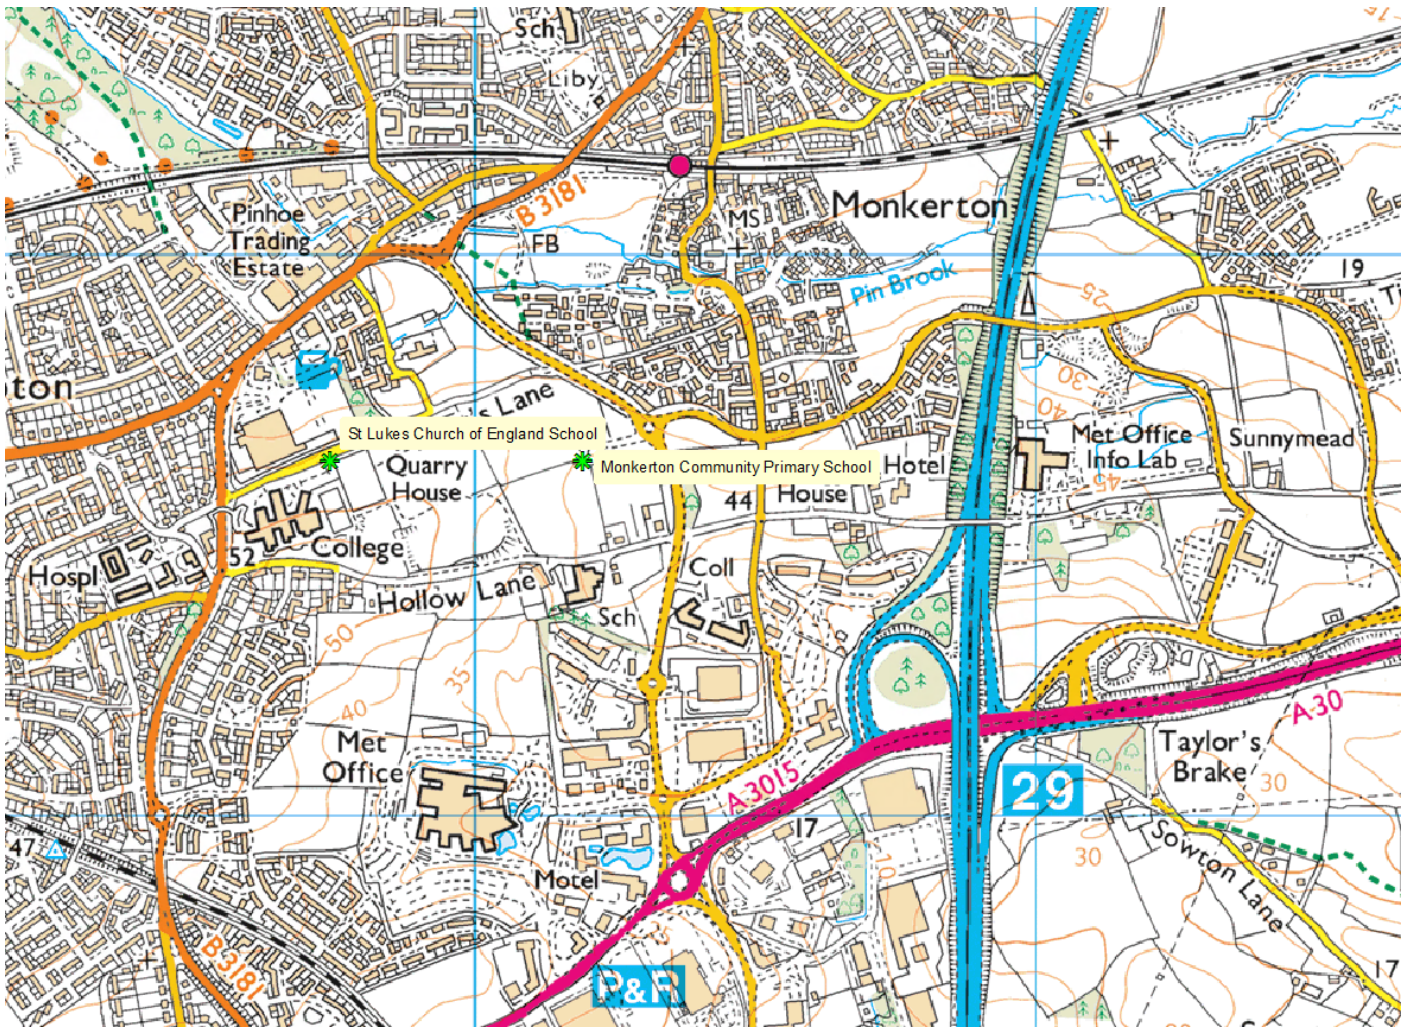 Sch
Liby
B 3181
Pinhoe
Trading
Estate
FB
MS
Monkerton
Pin Brook
19
25
30
40
45
ton
s Lane
St Lukes Church of England School
Monkerton Community Primary School
Quarry
House
Hotel
House
44
Met Office
Info Lab
Sunnymead
College
52
Hospl
Hollow Lane
Sch
Coll
50
35
40
Met
Office
A 3015
A 30
29
Taylor's
Brake
30
30
17
10
Sowton Lane
47
Motel
B 3181
P&R
17